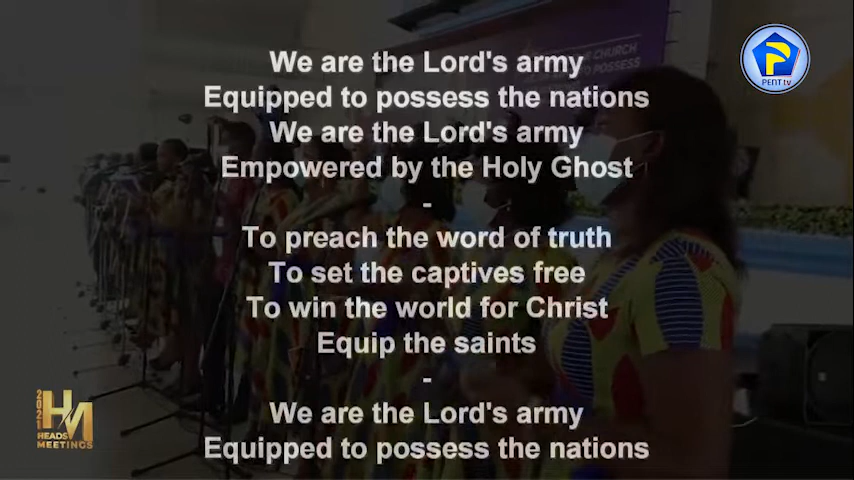 We are the Lord's army
Equipped to possess the nations
We are the Lord's army
Empowered by the Holy Ghost
-
To preach the word of truth
To set the captives free
To win the world for Christ
Equip the saints
-
We are the Lord's army
Equipped to possess the nations
CHURCH
POSSESS
P
PENT tv
2021
HM
HEADS
MEETINGS